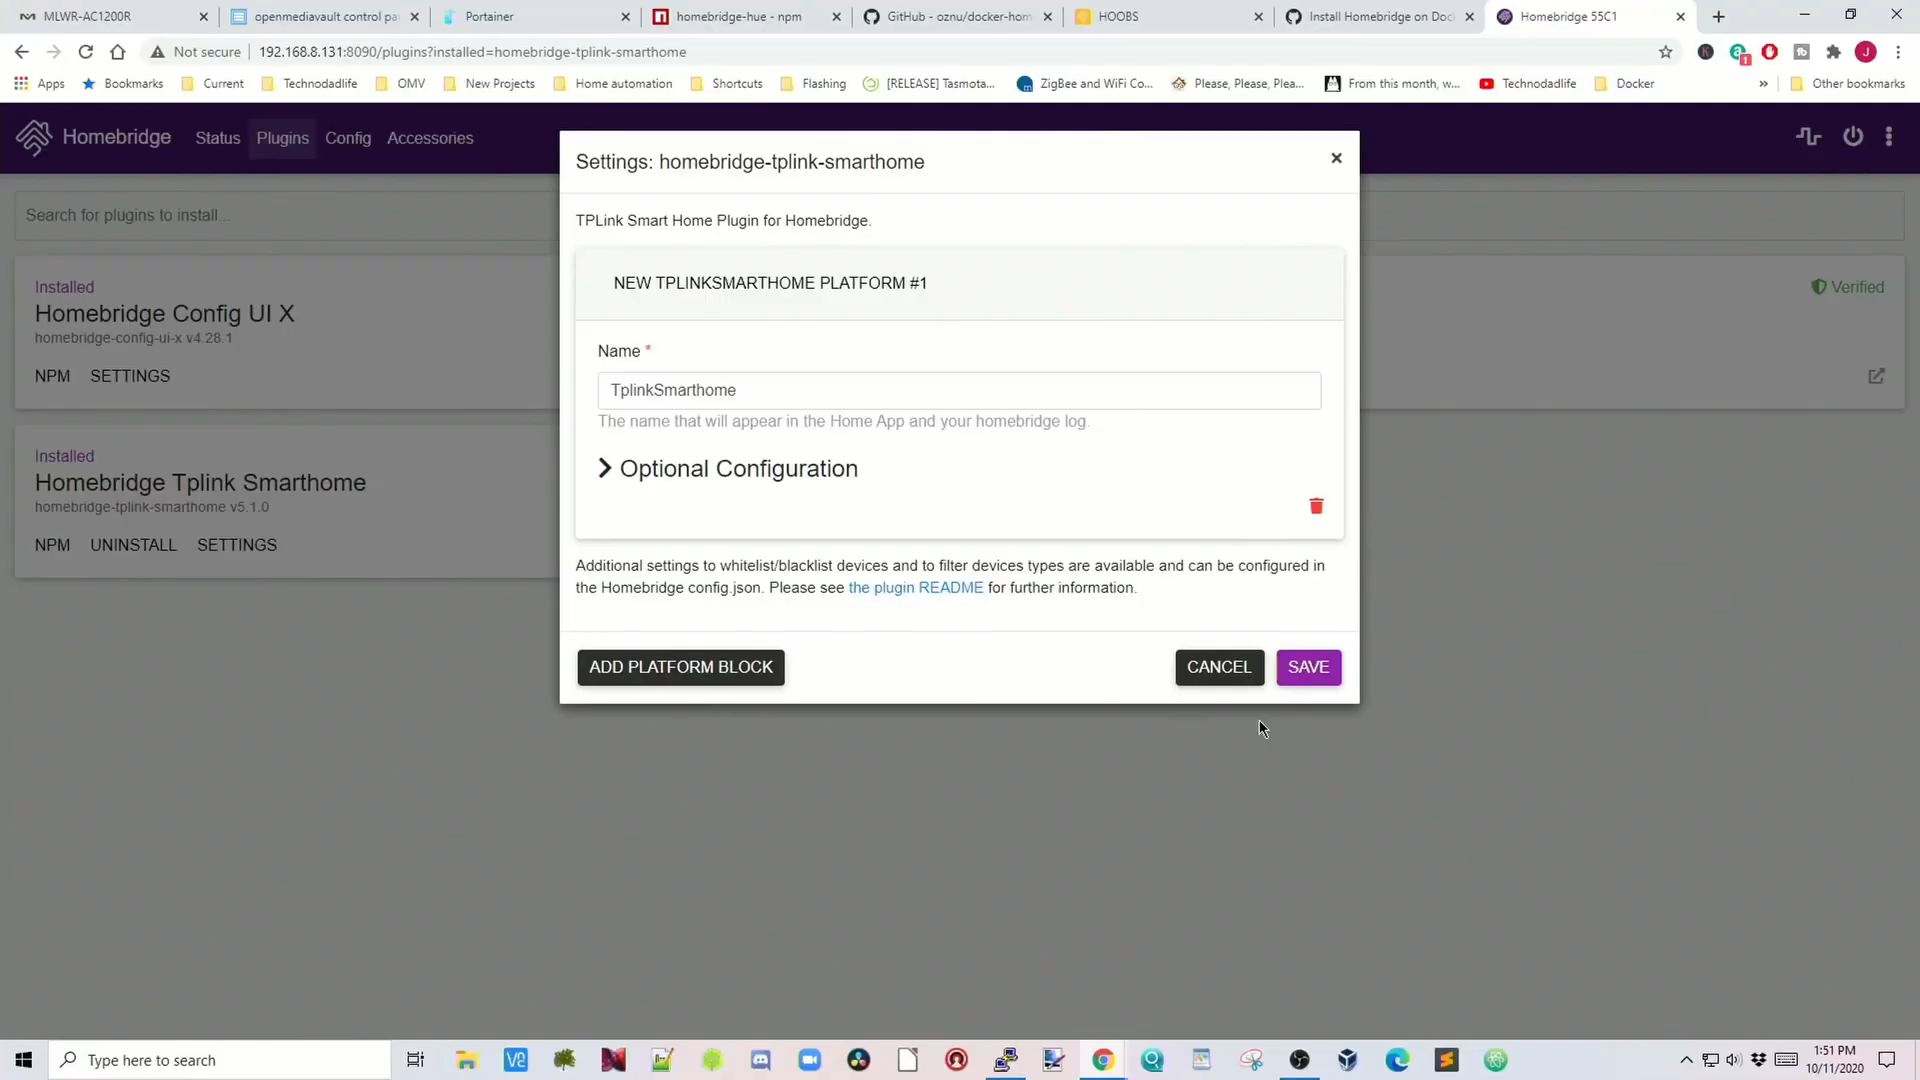 MLWR-AC1200R
openmediavault control pa
Portainer
homebridge-hue - npm
GitHub - oznu/docker-hom
HOOBS
Install Homebridge on Doc
Homebridge 55C1
Not secure
192.168.8.131:8090/plugins?installed=homebridge-tplink-smarthome
Apps
Bookmarks
Current
Technodadlife
OMV
New Projects
Home automation
Shortcuts
Flashing
[RELEASE] Tasmota...
ZigBee and WiFi Co...
Please, Please, Plea...
From this month, w...
Technodadlife
Docker
»
Other bookmarks
Homebridge
Status
Plugins
Config
Accessories
Search for plugins to install...
Installed
Homebridge Config UI X
homebridge-config-ui-x v4.28.1
NPM
SETTINGS
Verified
Installed
Homebridge Tplink Smarthome
homebridge-tplink-smarthome v5.1.0
NPM
UNINSTALL
SETTINGS
Settings: homebridge-tplink-smarthome
TPLink Smart Home Plugin for Homebridge.
NEW TPLINKSMARTHOME PLATFORM #1
Name *
TplinkSmarthome
The name that will appear in the Home App and your homebridge log.
Optional Configuration
Additional settings to whitelist/blacklist devices and to filter devices types are available and can be configured in
the Homebridge config.json. Please see the plugin README for further information.
ADD PLATFORM BLOCK
CANCEL
SAVE
Type here to search
1:51 PM
10/11/2020